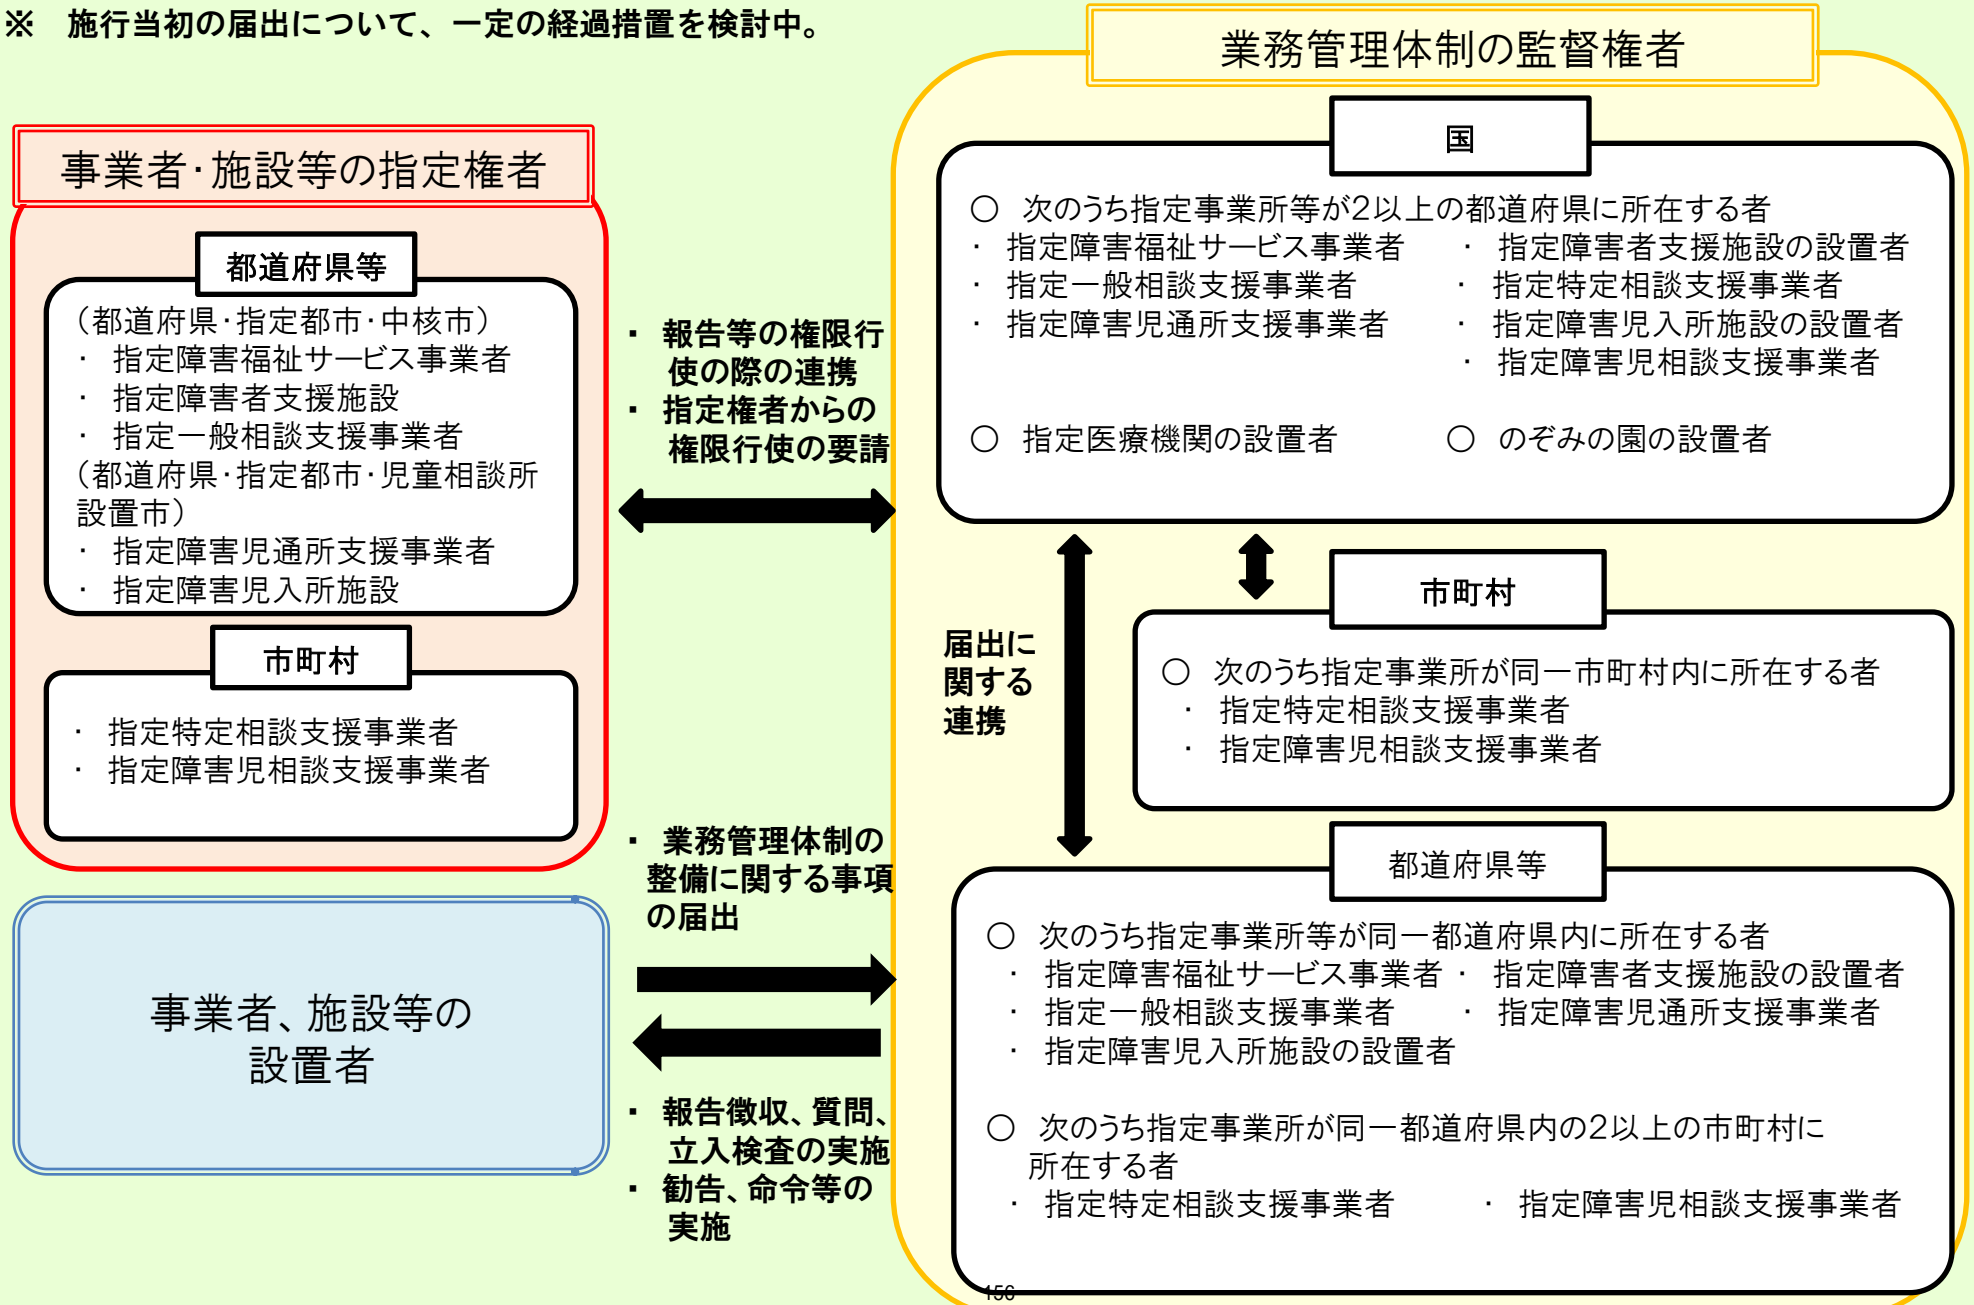 ※　施行当初の届出について、一定の経過措置を検討中。
事業者・施設等の指定権者
都道府県等
（都道府県・指定都市・中核市）
・ 指定障害福祉サービス事業者
・ 指定障害者支援施設
・ 指定一般相談支援事業者
（都道府県・指定都市・児童相談所
設置市）
・ 指定障害児通所支援事業者
・ 指定障害児入所施設
市町村
・ 指定特定相談支援事業者
・ 指定障害児相談支援事業者
事業者、施設等の
設置者
・ 報告等の権限行
使の際の連携
・ 指定権者からの
権限行使の要請
・ 業務管理体制の
整備に関する事項
の届出
・ 報告徴収、質問、
立入検査の実施
・ 勧告、命令等の
実施
業務管理体制の監督権者
国
○ 次のうち指定事業所等が2以上の都道府県に所在する者
・ 指定障害福祉サービス事業者　・ 指定障害者支援施設の設置者
・ 指定一般相談支援事業者　・ 指定特定相談支援事業者
・ 指定障害児通所支援事業者　・ 指定障害児入所施設の設置者
・ 指定障害児相談支援事業者
○ 指定医療機関の設置者　○ のぞみの園の設置者
届出に
関する
連携
市町村
○ 次のうち指定事業所が同一市町村内に所在する者
・ 指定特定相談支援事業者
・ 指定障害児相談支援事業者
都道府県等
○ 次のうち指定事業所等が同一都道府県内に所在する者
・ 指定障害福祉サービス事業者・ 指定障害者支援施設の設置者
・ 指定一般相談支援事業者　・ 指定障害児通所支援事業者
・ 指定障害児入所施設の設置者
○ 次のうち指定事業所が同一都道府県内の2以上の市町村に
所在する者
・ 指定特定相談支援事業者　・ 指定障害児相談支援事業者
156